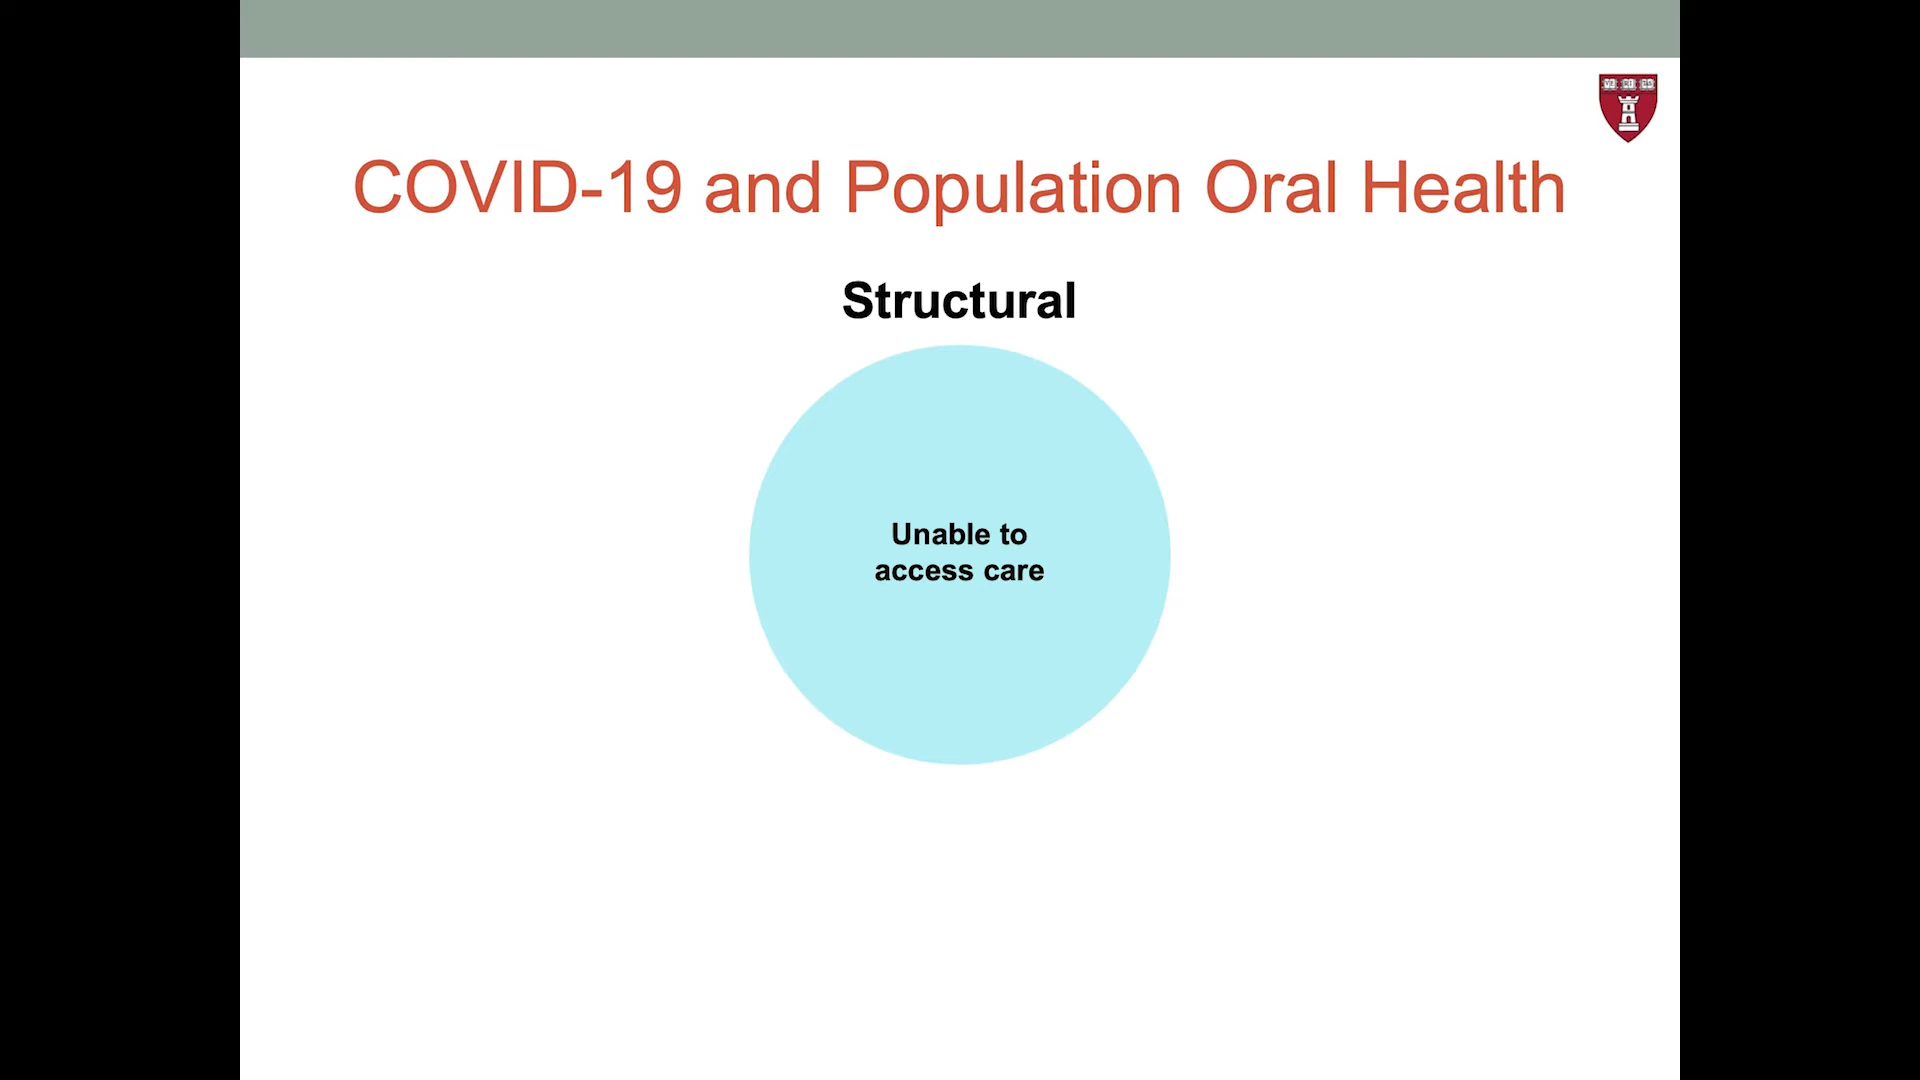 COVID-19 and Population Oral Health
Structural
Unable to
access care